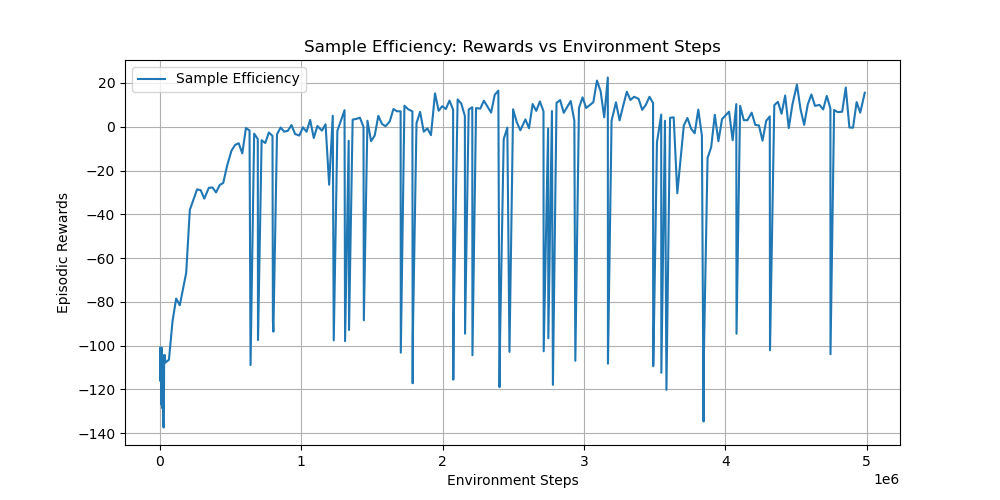 Sample Efficiency: Rewards vs Environment Steps
Sample Efficiency
Episodic Rewards
20
0
−20
−40
−60
−80
−100
−120
−140
0 1 2 3 4 5
1e6
Environment Steps